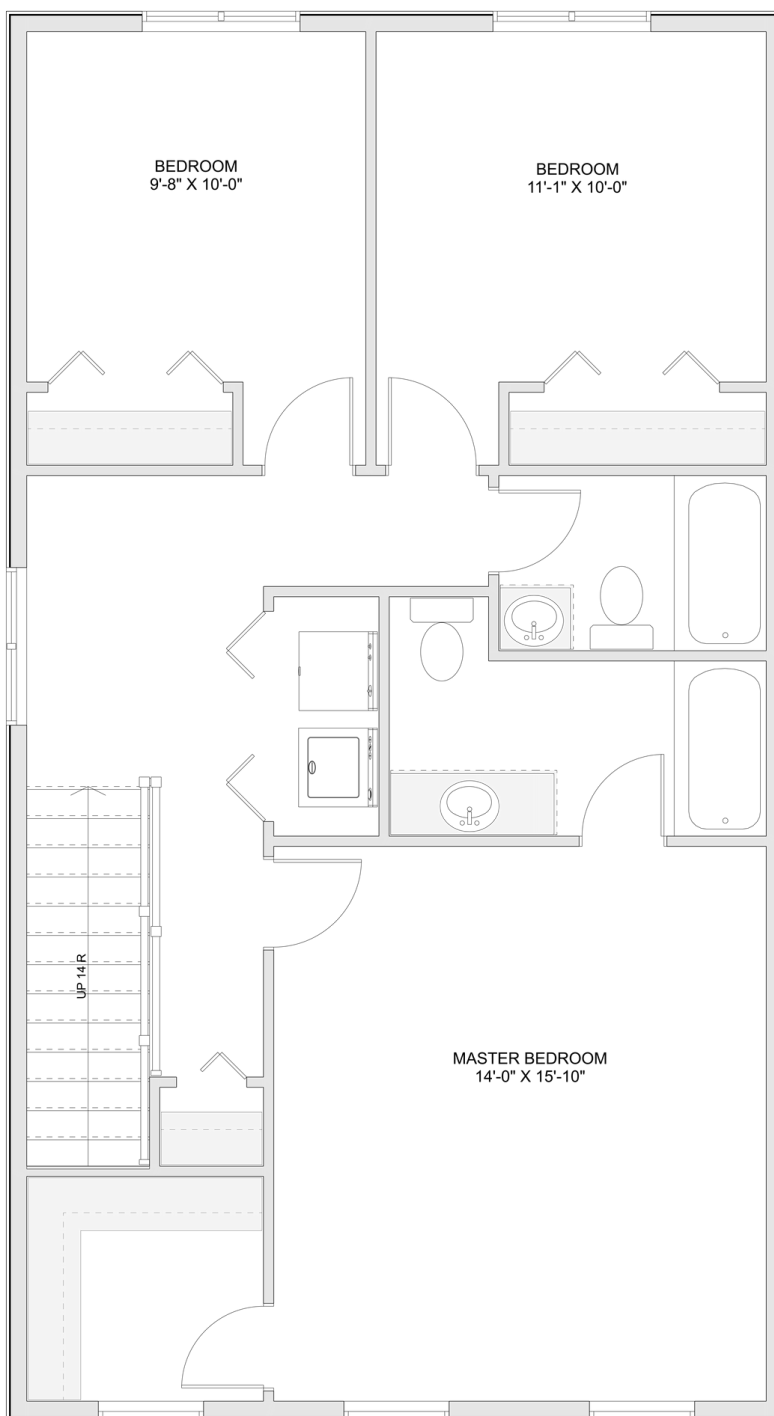 BEDROOM
9'-8" X 10'-0"
BEDROOM
11'-1" X 10'-0"
UP 14 R
MASTER BEDROOM
14'-0" X 15'-10"